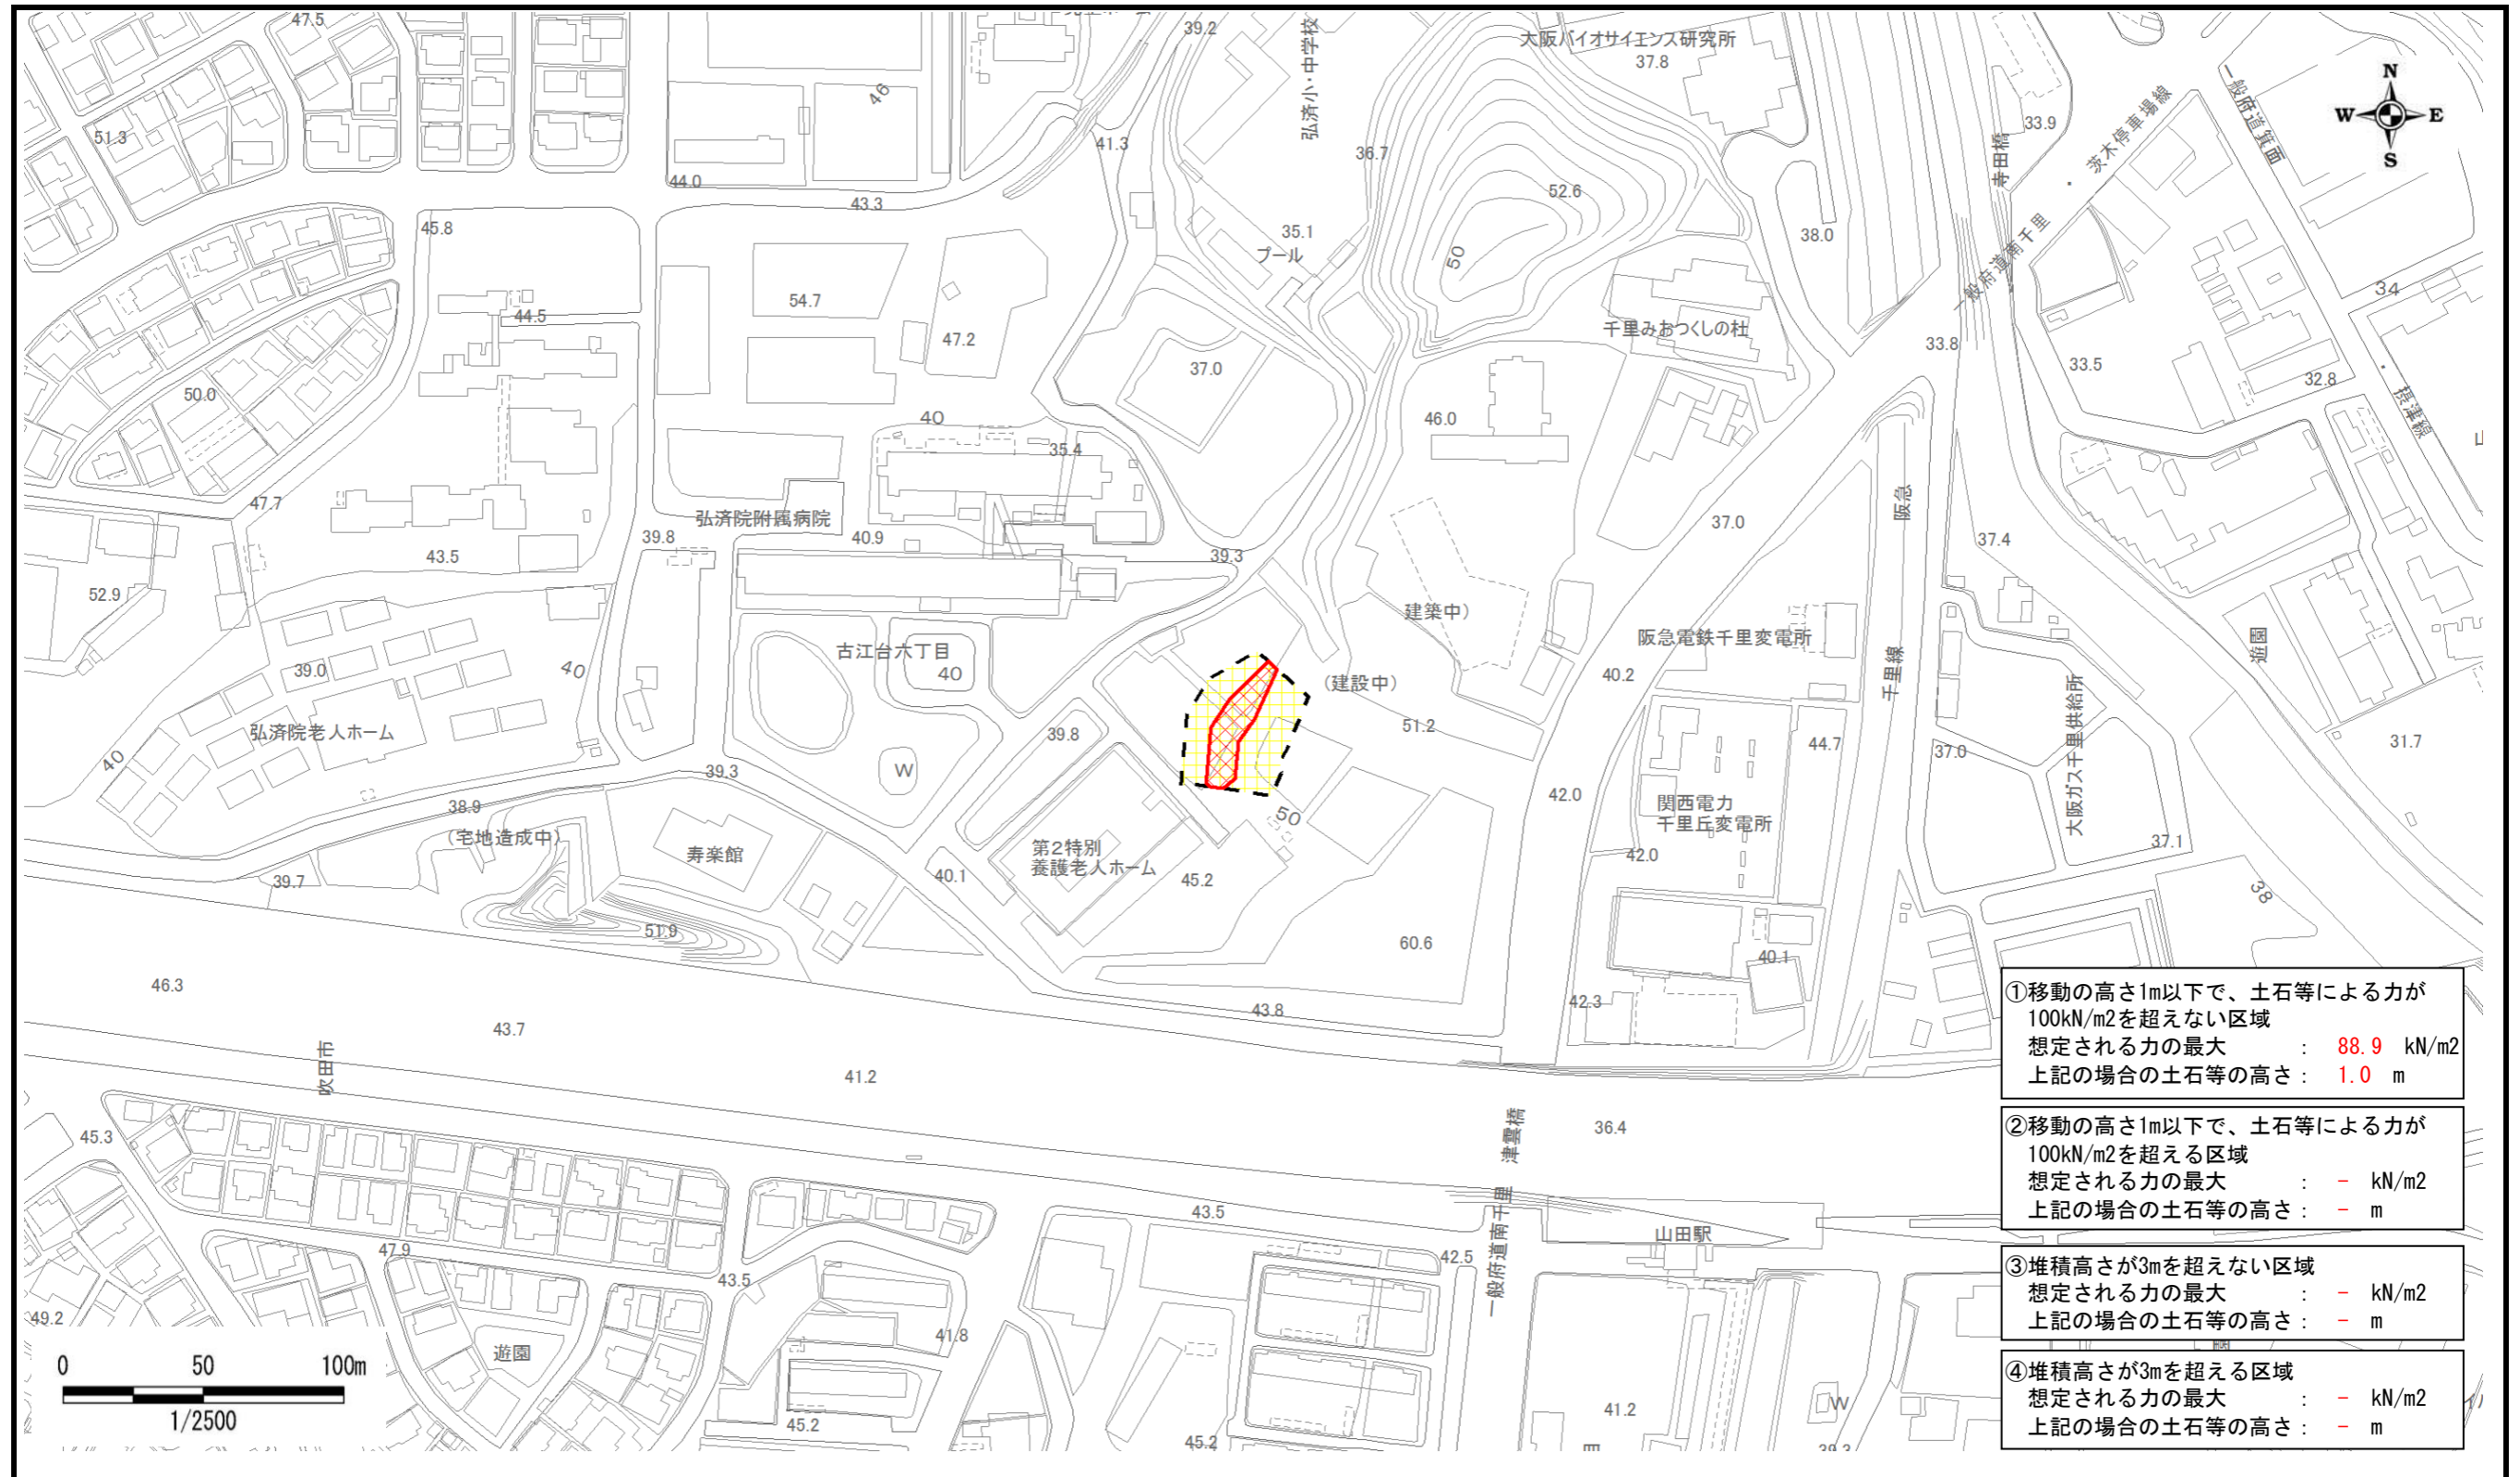 47.5
39.2
弘済小・中学校
大阪バイオサイエンス研究所
37.8
N
W
E
S
一般府道箕面
茨木停車場線
33.9
寺田橋
46
51.3
41.3
36.7
44.0
43.3
52.6
45.8
35.1
プール
50
38.0
一般府道南千里
34
54.7
44.5
47.2
千里みおつくしの杜
33.8
37.0
33.5
32.8
50.0
摂津線
40
46.0
35.4
山
47.7
弘済院附属病院
阪急
37.0
39.8
40.9
37.4
43.5
39.3
52.9
建築中)
阪急電鉄千里変電所
遊園
古江台六丁目
39.0
40
40
(建設中)
40.2
千里線
大阪ガス千里供給所
弘済院老人ホーム
39.8
51.2
44.7
31.7
40
39.3
W
37.0
38.9
42.0
関西電力
千里丘変電所
(宅地造成中)
50
37.1
寿楽館
第2特別
養護老人ホーム
42.0
39.7
40.1
45.2
38
51.9
60.6
40.1
46.3
42.3
43.8
43.7
吹田市
41.2
津雲橋
36.4
45.3
43.5
一般府道南千里
山田駅
47.9
42.5
43.5
49.2
41.8
遊園
45.2
41.2
W
45.2
39.3
①移動の高さ1m以下で、土石等による力が
100kN/m2を超えない区域
想定される力の最大 : 88.9 kN/m2
上記の場合の土石等の高さ : 1.0 m
②移動の高さ1m以下で、土石等による力が
100kN/m2を超える区域
想定される力の最大 : - kN/m2
上記の場合の土石等の高さ : - m
③堆積高さが3mを超えない区域
想定される力の最大 : - kN/m2
上記の場合の土石等の高さ : - m
④堆積高さが3mを超える区域
想定される力の最大 : - kN/m2
上記の場合の土石等の高さ : - m
0 50 100m
1/2500